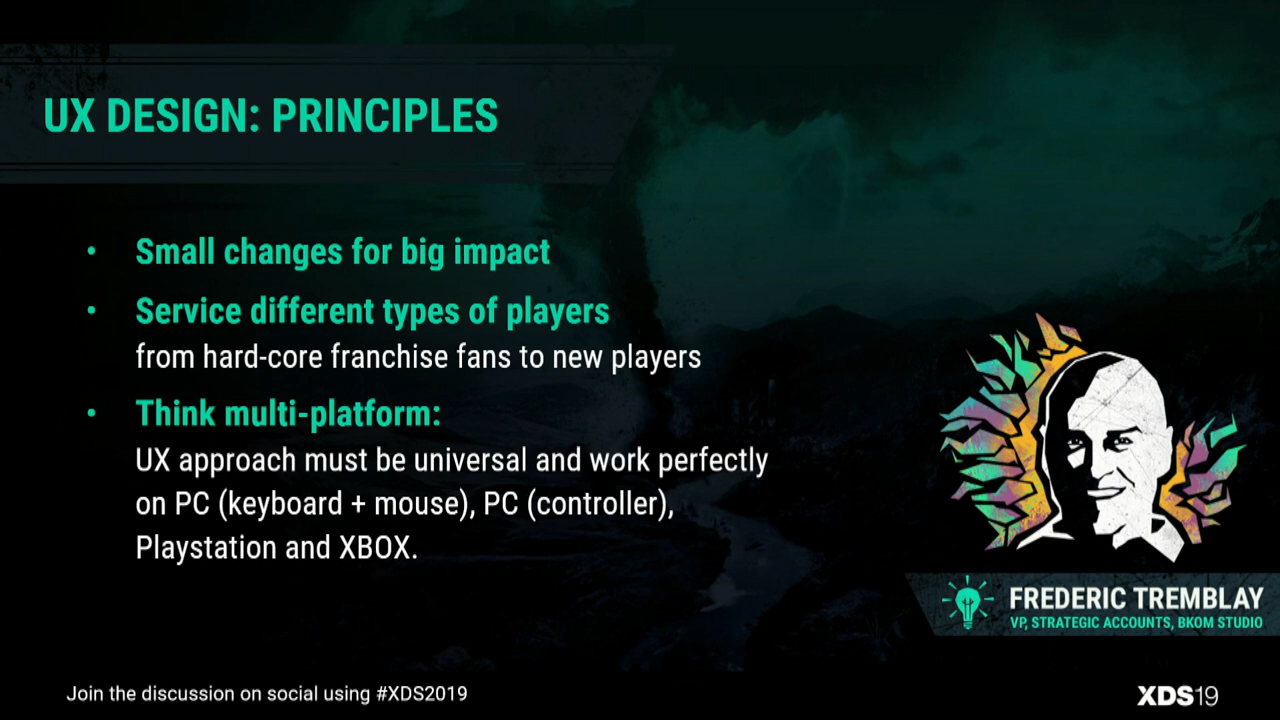 UX DESIGN: PRINCIPLES
• Small changes for big impact
• Service different types of players
from hard-core franchise fans to new players
• Think multi-platform:
UX approach must be universal and work perfectly
on PC (keyboard + mouse), PC (controller),
Playstation and XBOX.
FREDERIC TREMBLAY
VP, STRATEGIC ACCOUNTS, BKOM STUDIO
Join the discussion on social using #XDS2019
XDS19